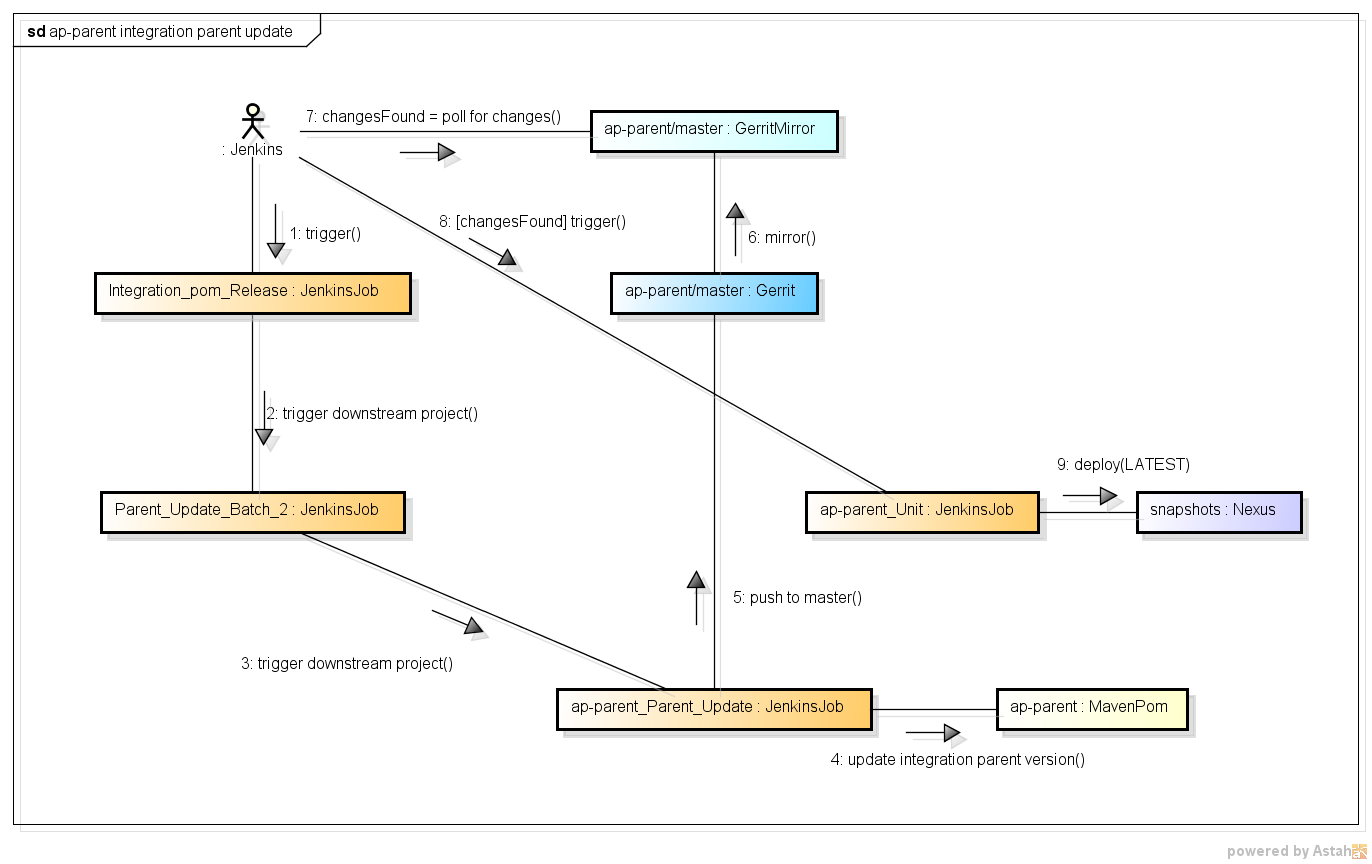 sd ap-parent integration parent update
7: changesFound = poll for changes()
ap-parent/master : GerritMirror
: Jenkins
8: [changesFound] trigger()
1: trigger()
6: mirror()
Integration_pom_Release : JenkinsJob
ap-parent/master : Gerrit
2: trigger downstream project()
9: deploy(LATEST)
Parent_Update_Batch_2 : JenkinsJob
ap-parent_Unit : JenkinsJob
snapshots : Nexus
5: push to master()
3: trigger downstream project()
ap-parent_Parent_Update : JenkinsJob
ap-parent : MavenPom
4: update integration parent version()
powered by Astah